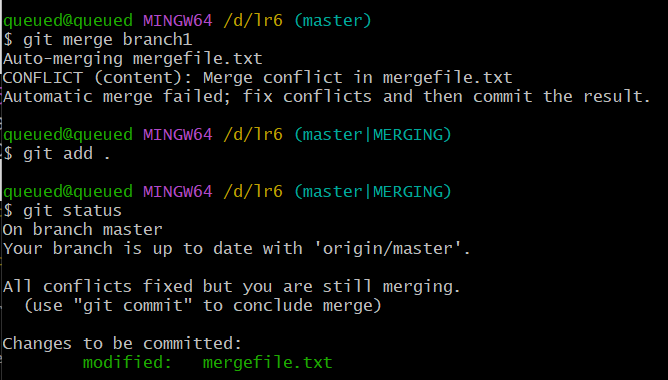 queued@queued MINGW64 /d/lr6 (master)
$ git merge branch1
Auto-merging mergefile.txt
CONFLICT (content): Merge conflict in mergefile.txt
Automatic merge failed; fix conflicts and then commit the result.
queued@queued MINGW64 /d/lr6 (master|MERGING)
$ git add .
queued@queued MINGW64 /d/lr6 (master|MERGING)
$ git status
On branch master
Your branch is up to date with 'origin/master'.
All conflicts fixed but you are still merging.
(use "git commit" to conclude merge)
Changes to be committed:
modified: mergefile.txt